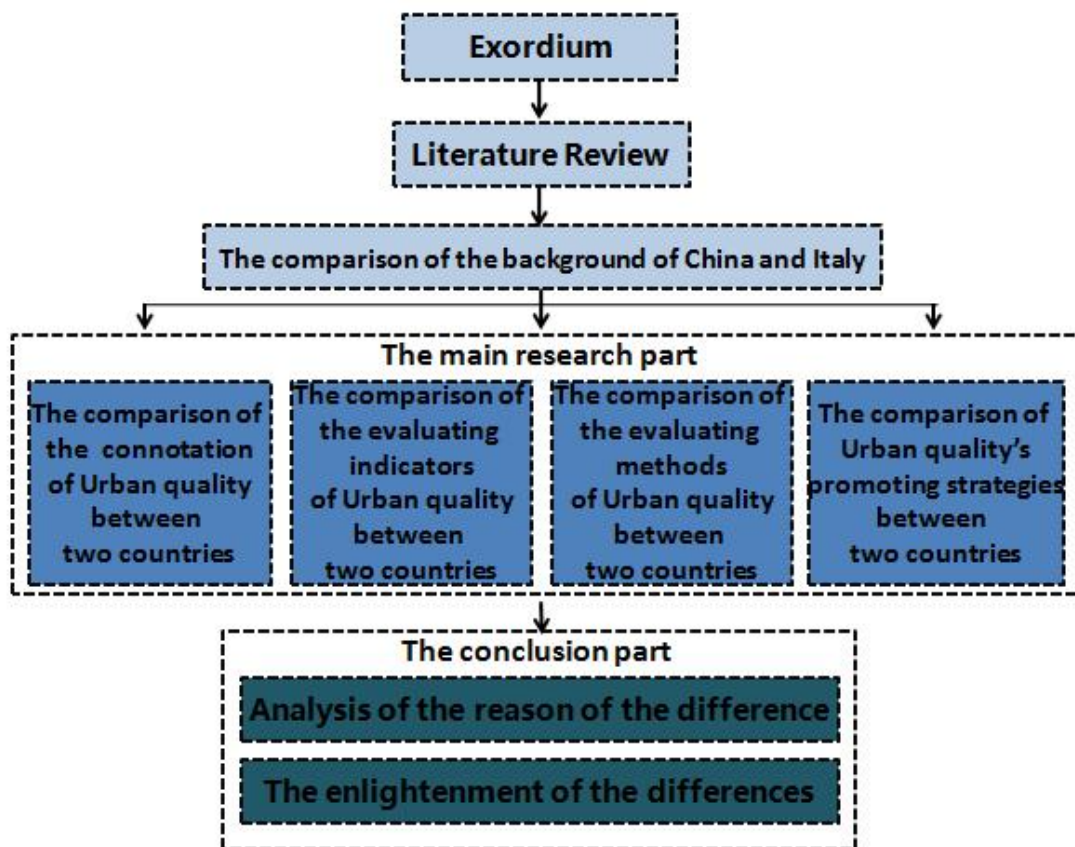 Exordium
Literature Review
The comparison of the background of China and Italy
The main research part
The comparison of
the connotation
of Urban quality
between
two countries
The comparison of
the evaluating
indicators
of Urban quality
between
two countries
The comparison of
the evaluating
methods
of Urban quality
between
two countries
The comparison of
Urban quality’s
promoting strategies
between
two countries
The conclusion part
Analysis of the reason of the difference
The enlightenment of the differences